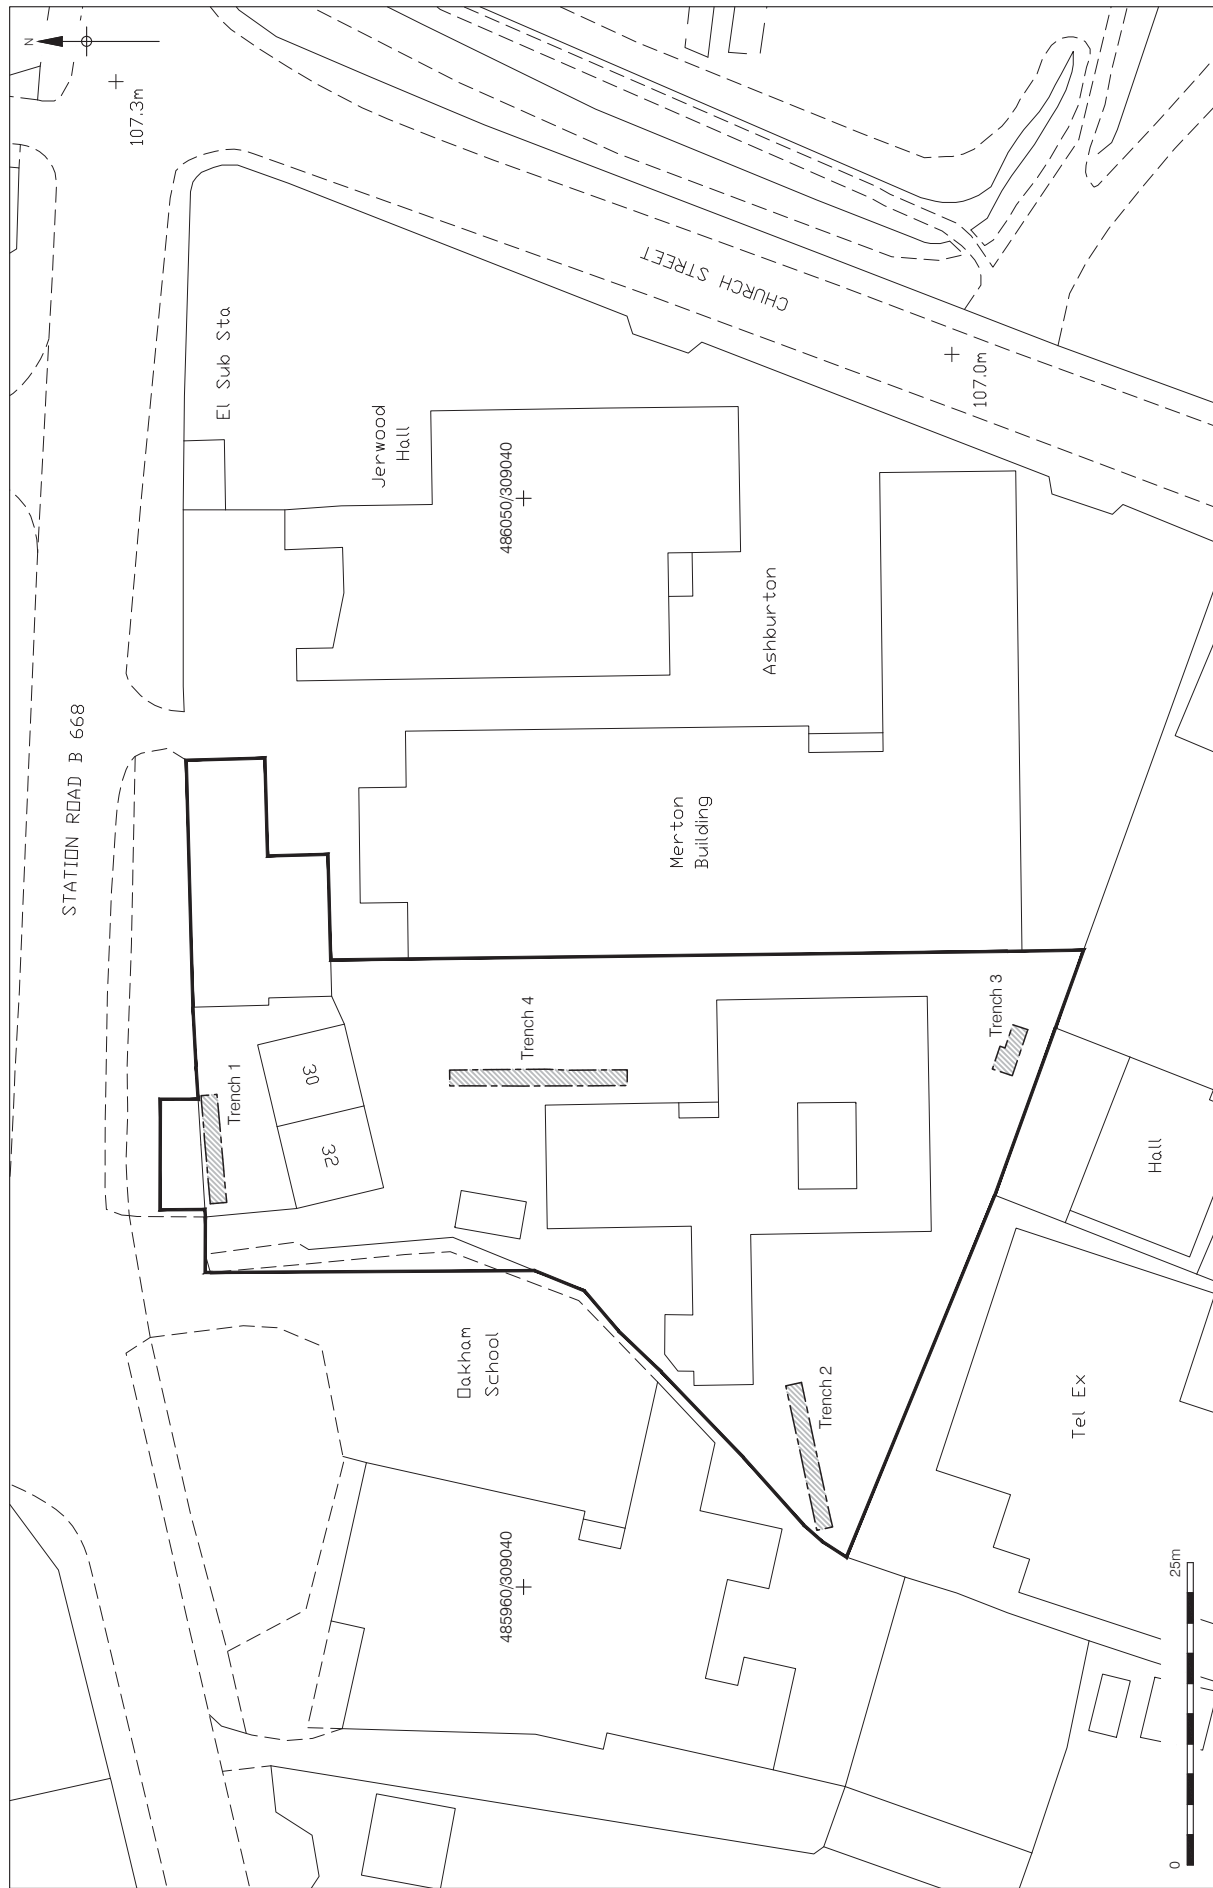 N
107.3m
STATION ROAD B 668
El Sub Sta
Jerwood
Hall
486050/309040
CHURCH STREET
107.0m
Ashburton
Merton
Building
Trench 1
30
32
Trench 4
Trench 3
Hall
Oakham
School
Trench 2
Tel Ex
485960/309040
0
25m